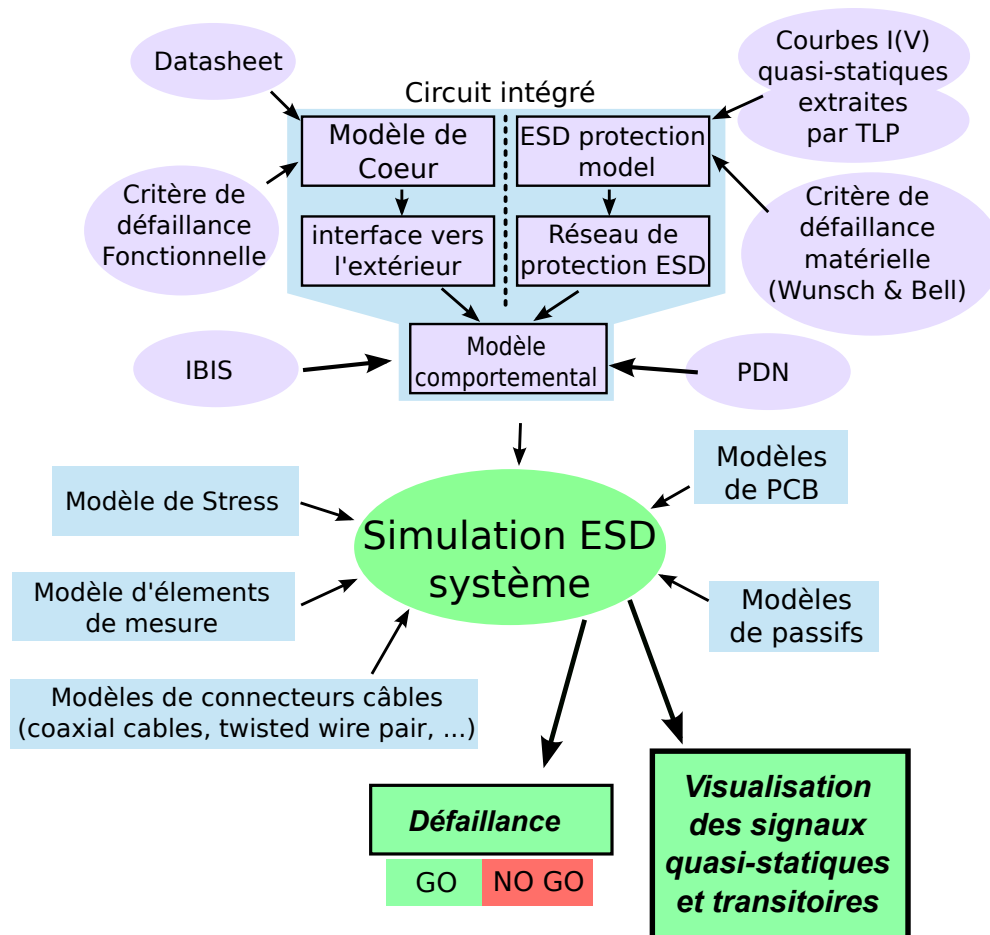 Datasheet
Courbes I(V)
quasi-statiques
extraites
par TLP
Circuit intégré
Modèle de
Coeur
ESD protection
model
Critère de
défaillance
Fonctionnelle
Critère de
défaillance
matérielle
(Wunsch & Bell)
interface vers
l'extérieur
Réseau de
protection ESD
Modèle
comportemental
IBIS
PDN
Modèle de Stress
Modèles
de PCB
Simulation ESD
système
Modèle d'élements
de mesure
Modèles
de passifs
Modèles de connecteurs câbles
(coaxial cables, twisted wire pair, ...)
Défaillance
GO
NO GO
Visualisation
des signaux
quasi-statiques
et transitoires